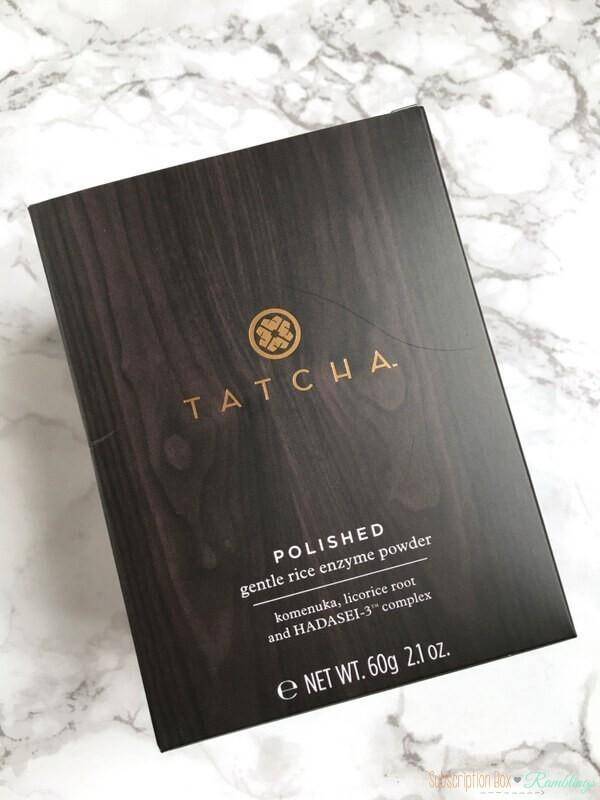 TATCHA™
POLISHED
gentle rice enzyme powder
komenuka, licorice root
and HADASEI-3™ complex
℮ NET WT. 60g 2.1 oz.
Subscription Box ♥ Ramblings